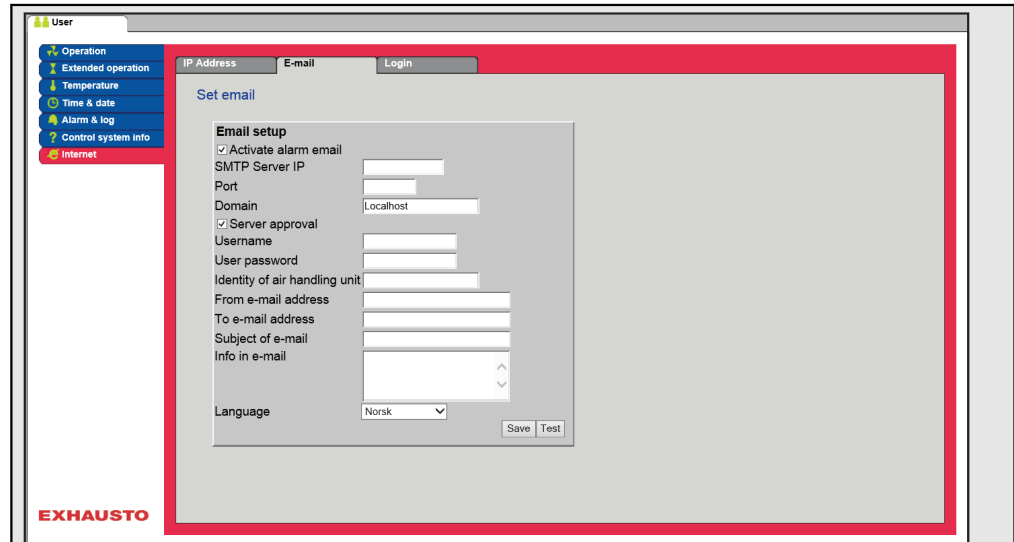 User
Operation
Extended operation
Temperature
Time & date
Alarm & log
? Control system info
Internet
IP Address E-mail Login
Set email
Email setup
Activate alarm email
SMTP Server IP
Port
Domain Localhost
Server approval
Username
User password
Identity of air handling unit
From e-mail address
To e-mail address
Subject of e-mail
Info in e-mail
Language Norsk
Save Test
EXHAUSTO